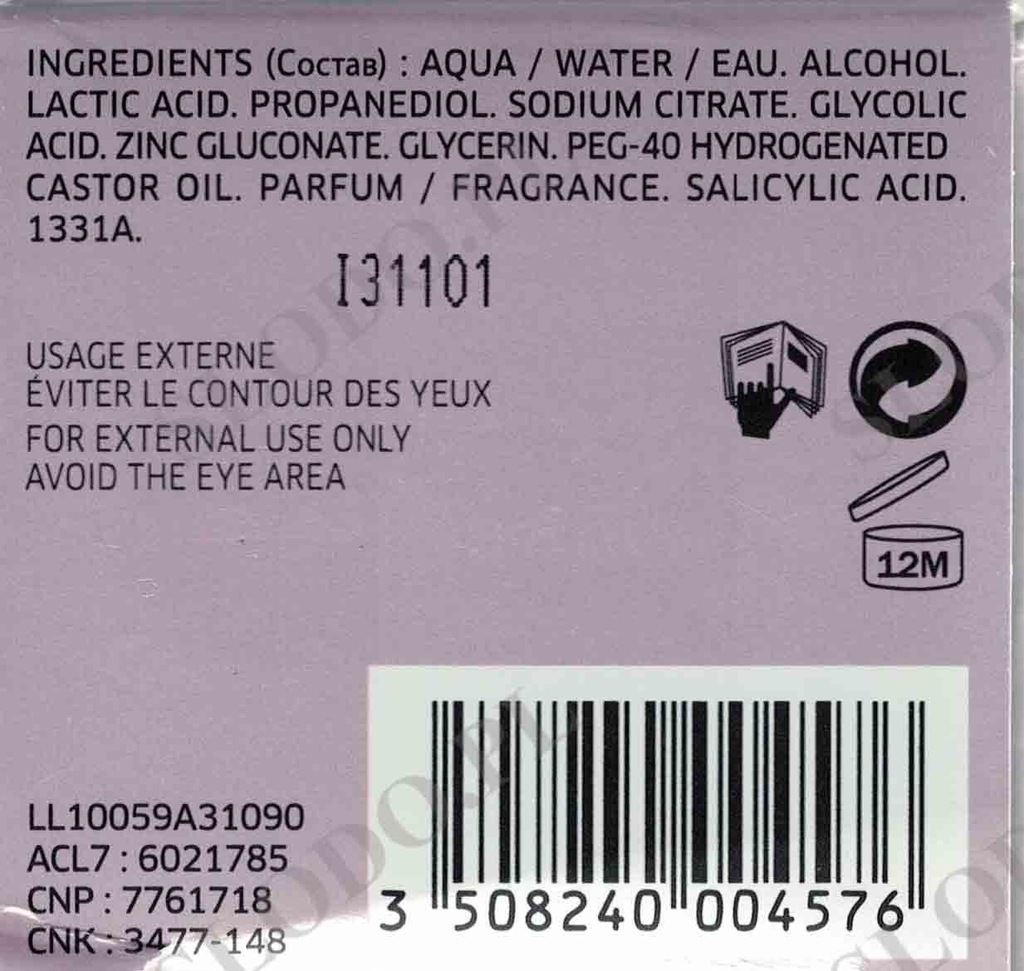 INGREDIENTS (Состав) : AQUA / WATER / EAU. ALCOHOL.
LACTIC ACID. PROPANEDIOL. SODIUM CITRATE. GLYCOLIC
ACID. ZINC GLUCONATE. GLYCERIN. PEG-40 HYDROGENATED
CASTOR OIL. PARFUM / FRAGRANCE. SALICYLIC ACID.
1331A.
I31101
USAGE EXTERNE
ÉVITER LE CONTOUR DES YEUX
FOR EXTERNAL USE ONLY
AVOID THE EYE AREA
12M
LL10059A31090
ACL7 : 6021785
CNP : 7761718
CNK : 3477-148
3 508240 004576
SLODO.PL